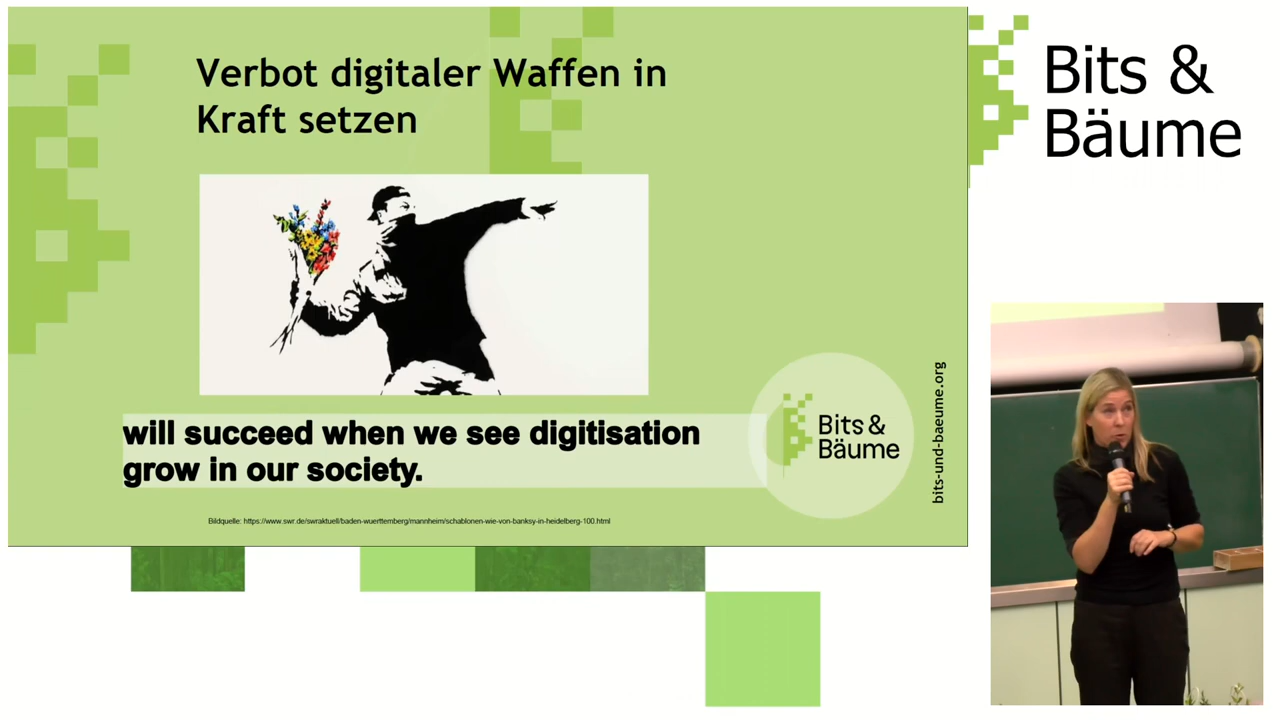 Verbot digitaler Waffen in
Kraft setzen
will succeed when we see digitisation
grow in our society.
Bits &
Bäume
bits-und-baeume.org
Bildquelle: https://www.swr.de/swraktuell/baden-wuerttemberg/mannheim/schablonen-wie-von-banksy-in-heidelberg-100.html
Bits &
Bäume